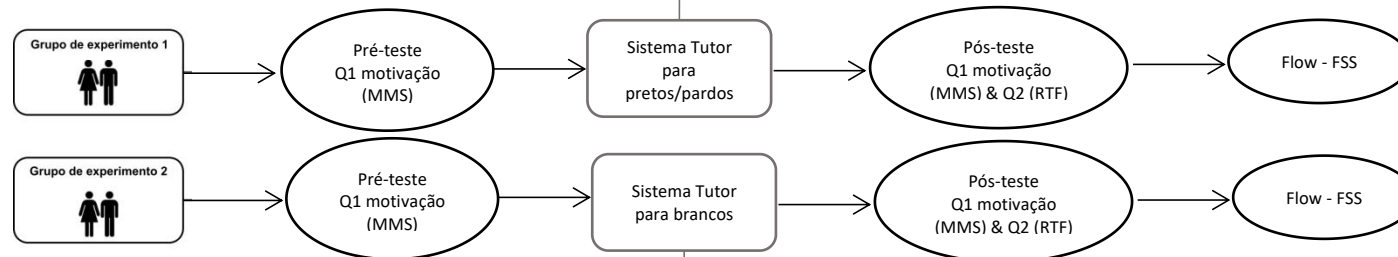 Grupo de experimento 1
Pré-teste
Q1 motivação
(MMS)
Sistema Tutor
para
pretos/pardos
Pós-teste
Q1 motivação
(MMS) & Q2 (RTF)
Flow - FSS
Grupo de experimento 2
Pré-teste
Q1 motivação
(MMS)
Sistema Tutor
para brancos
Pós-teste
Q1 motivação
(MMS) & Q2 (RTF)
Flow - FSS